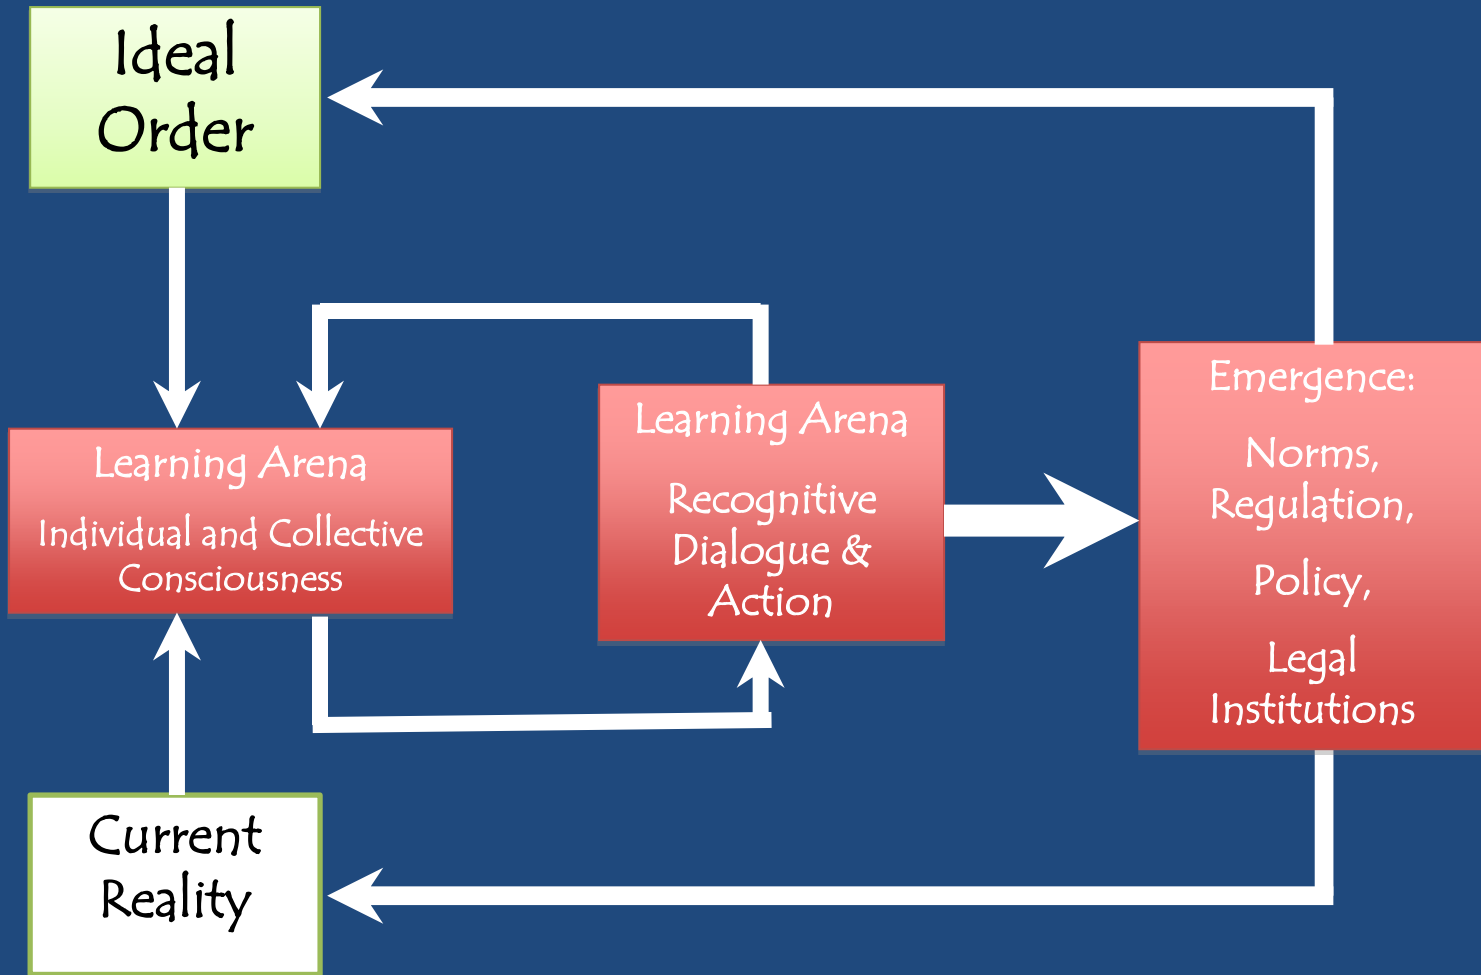 Ideal
Order
Learning Arena
Individual and Collective
Consciousness
Learning Arena
Recognitive
Dialogue &
Action
Emergence:
Norms,
Regulation,
Policy,
Legal
Institutions
Current
Reality